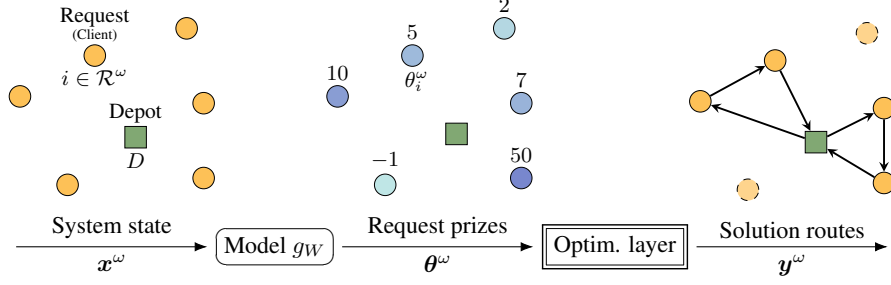 Request
(Client)
i ∈ 𝓡^ω
Depot
D
2
5
θ_i^ω
10
7
−1
50
System state
x^ω
Model g_W
Request prizes
θ^ω
Optim. layer
Solution routes
y^ω